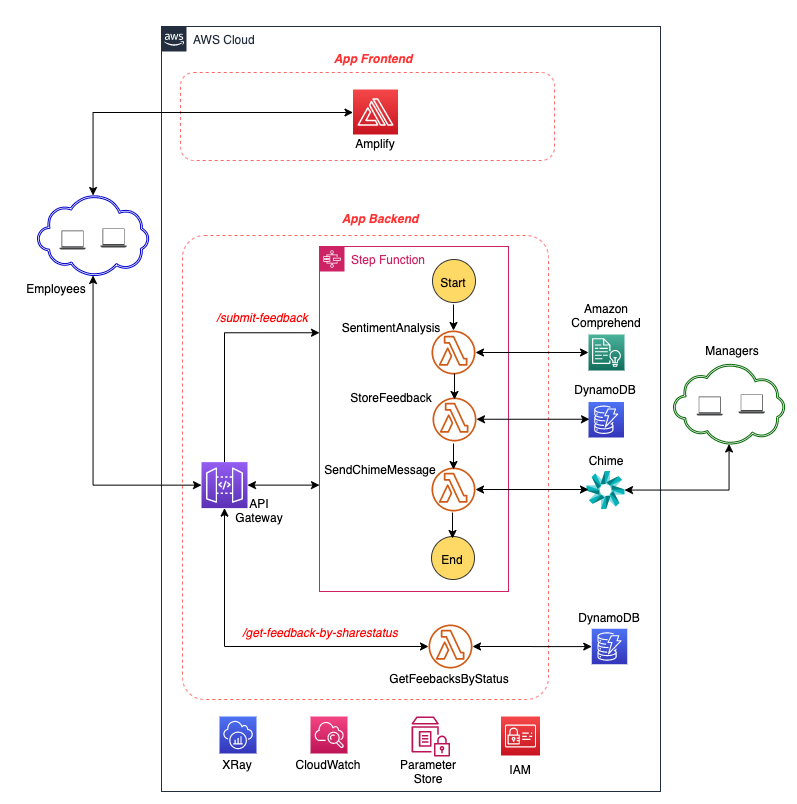 aws
AWS Cloud
App Frontend
Amplify
App Backend
Step Function
Start
Employees
/submit-feedback
SentimentAnalysis
Amazon
Comprehend
Managers
StoreFeedback
DynamoDB
SendChimeMessage
Chime
API
Gateway
End
/get-feedback-by-sharestatus
DynamoDB
GetFeebacksByStatus
XRay
CloudWatch
Parameter
Store
IAM